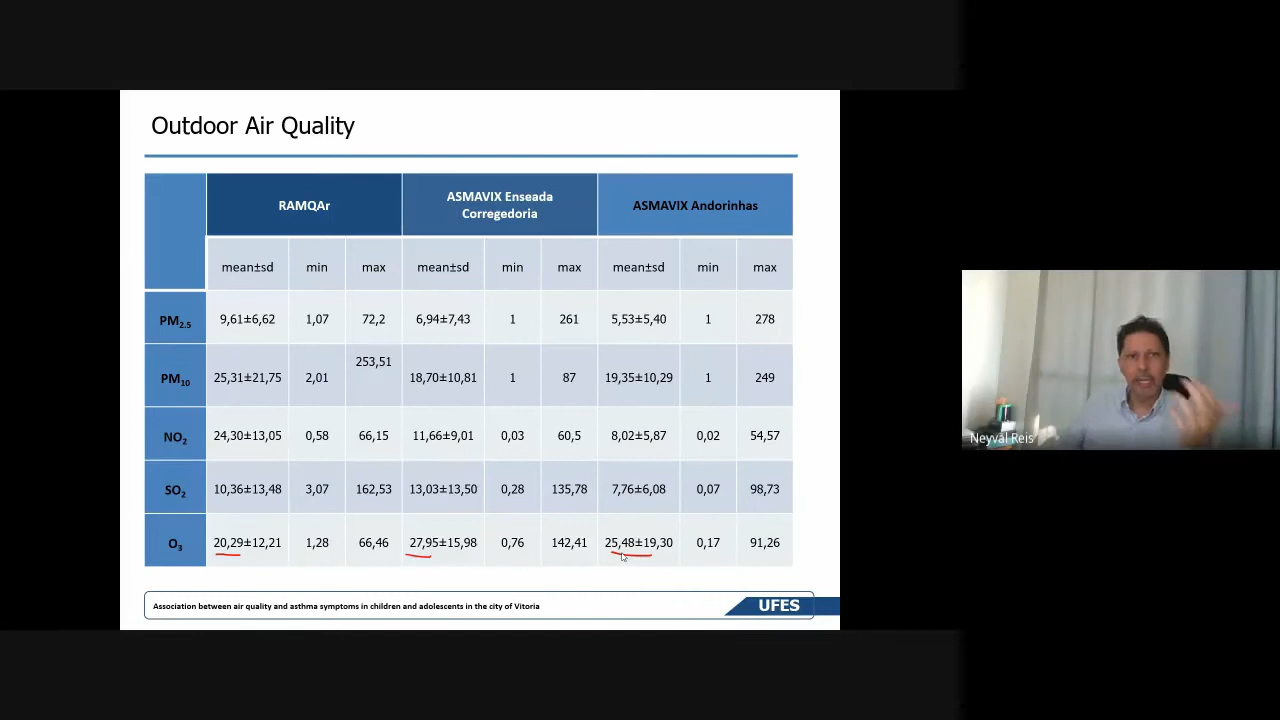 Outdoor Air Quality
RAMQAr
ASMAVIX Enseada
Corregedoria
ASMAVIX Andorinhas
mean±sd min max mean±sd min max mean±sd min max
PM2.5 9,61±6,62 1,07 72,2 6,94±7,43 1 261 5,53±5,40 1 278
PM10 25,31±21,75 2,01 253,51 18,70±10,81 1 87 19,35±10,29 1 249
NO2 24,30±13,05 0,58 66,15 11,66±9,01 0,03 60,5 8,02±5,87 0,02 54,57
SO2 10,36±13,48 3,07 162,53 13,03±13,50 0,28 135,78 7,76±6,08 0,07 98,73
O3 20,29±12,21 1,28 66,46 27,95±15,98 0,76 142,41 25,48±19,30 0,17 91,26
Association between air quality and asthma symptoms in children and adolescents in the city of Vitoria
UFES
Neyval Reis